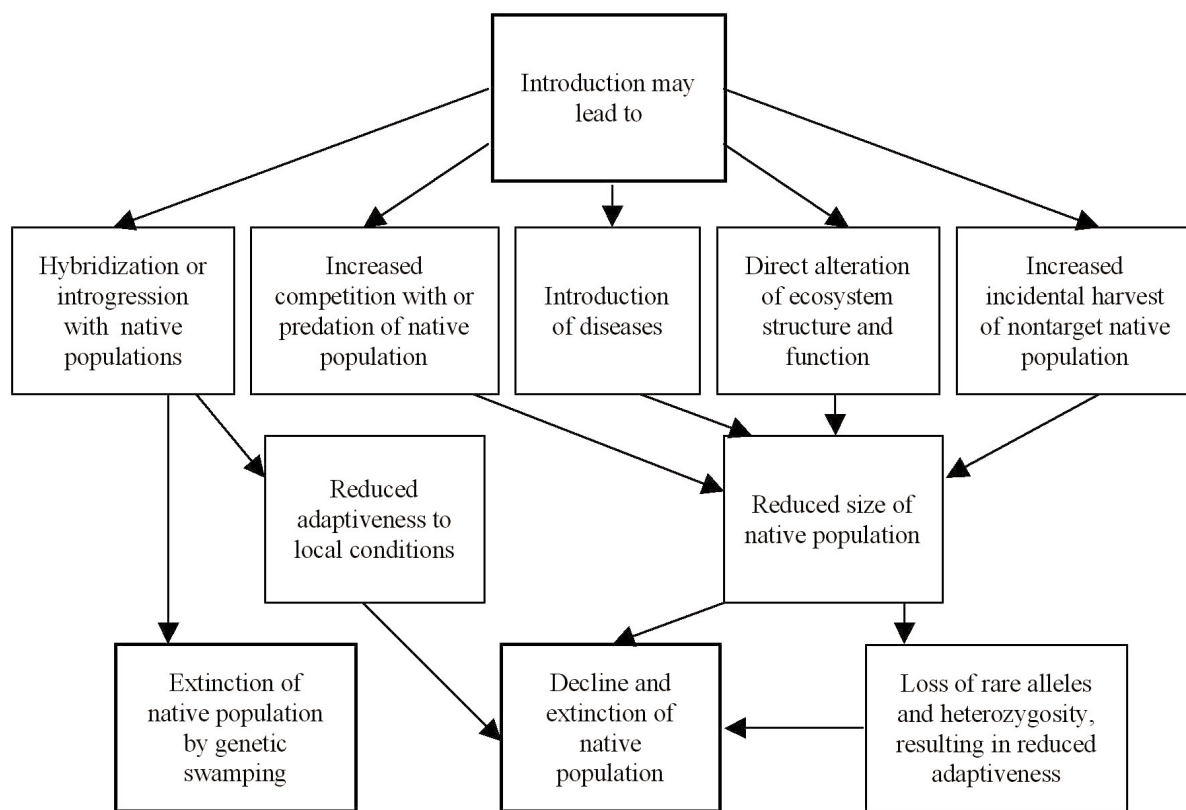 Introduction may
lead to
Hybridization or
introgression
with native
populations
Increased
competition with or
predation of native
population
Introduction
of diseases
Direct alteration
of ecosystem
structure and
function
Increased
incidental harvest
of nontarget native
population
Reduced
adaptiveness to
local conditions
Reduced size of
native population
Extinction of
native population
by genetic
swamping
Decline and
extinction of
native
population
Loss of rare alleles
and heterozygosity,
resulting in reduced
adaptiveness